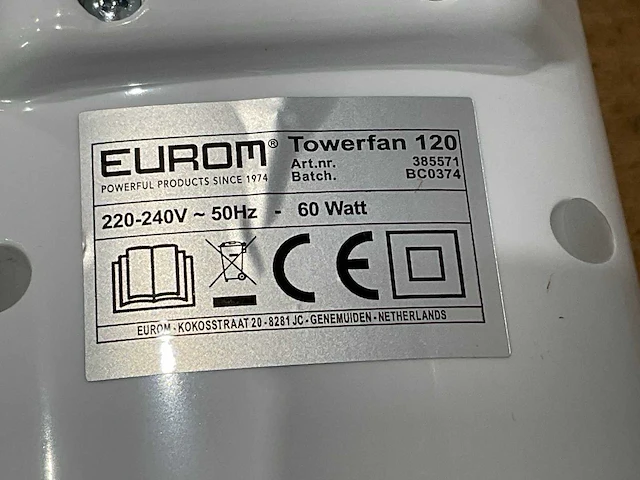 EUROM® Towerfan 120
POWERFUL PRODUCTS SINCE 1974
Art.nr. 385571
Batch. BC0374
220-240V ~ 50Hz - 60 Watt
CE
EUROM - KOKOSSTRAAT 20 - 8281 JC - GENEMUIDEN - NETHERLANDS